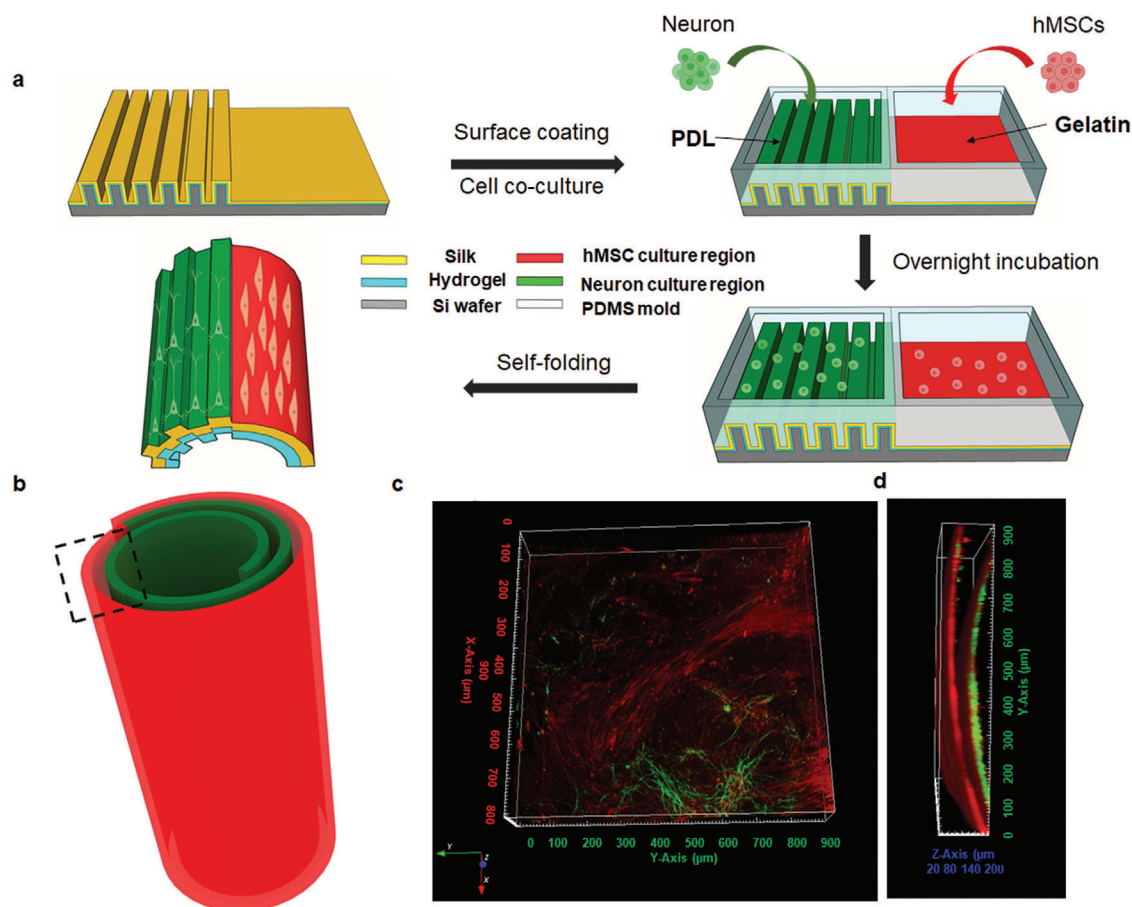 Neuron
hMSCs
a
Surface coating
Cell co-culture
PDL
Gelatin
Silk
hMSC culture region
Hydrogel
Neuron culture region
Si wafer
PDMS mold
Overnight incubation
Self-folding
b
c
d
0
100
200
300
400
900
500
600
700
800
X-Axis (µm)
0 100 200 300 400 500 600 700 800 900
Y-Axis (µm)
Y
Z
X
900
800
700
600
500
400
300
200
100
0
Y-Axis (µm)
Z-Axis (µm
20 80 140 200